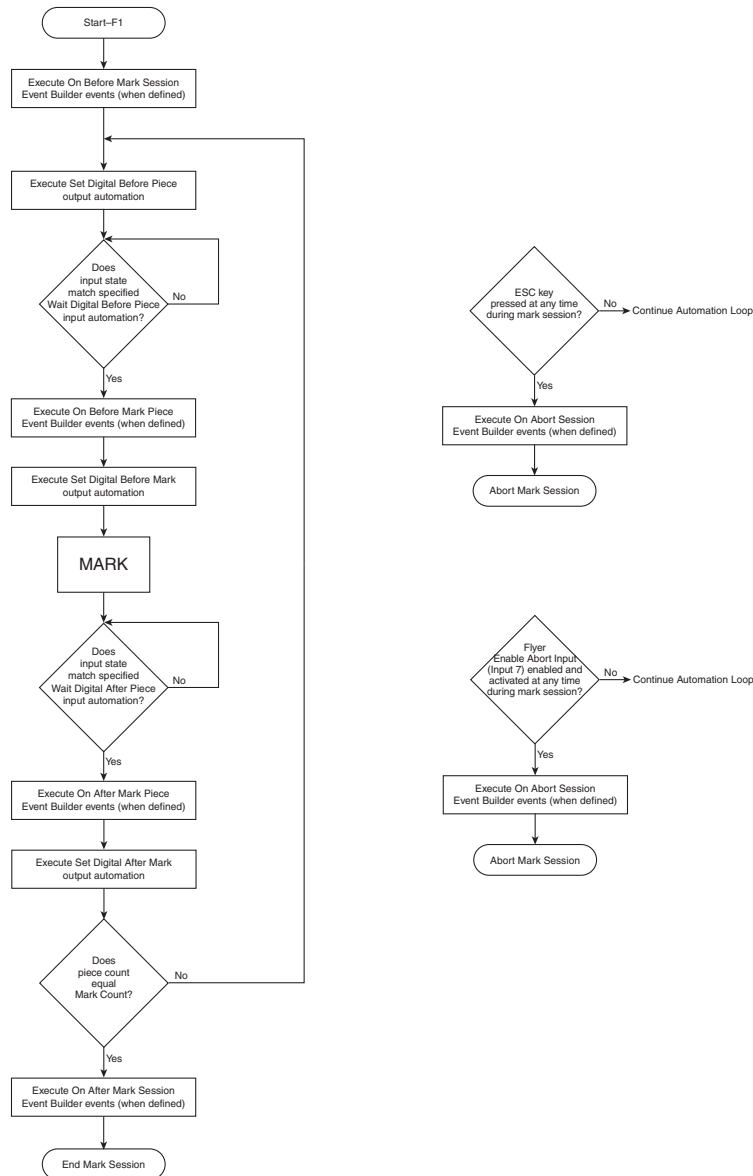 Start–F1
Execute On Before Mark Session
Event Builder events (when defined)
Execute Set Digital Before Piece
output automation
Does
input state
match specified
Wait Digital Before Piece
input automation?
No
Yes
Execute On Before Mark Piece
Event Builder events (when defined)
Execute Set Digital Before Mark
output automation
MARK
Does
input state
match specified
Wait Digital After Piece
input automation?
No
Yes
Execute On After Mark Piece
Event Builder events (when defined)
Execute Set Digital After Mark
output automation
Does
piece count
equal
Mark Count?
No
Yes
Execute On After Mark Session
Event Builder events (when defined)
End Mark Session
ESC key
pressed at any time
during mark session?
No
Continue Automation Loop
Yes
Execute On Abort Session
Event Builder events (when defined)
Abort Mark Session
Flyer
Enable Abort Input
(Input 7) enabled and
activated at any time
during mark session?
No
Continue Automation Loop
Yes
Execute On Abort Session
Event Builder events (when defined)
Abort Mark Session